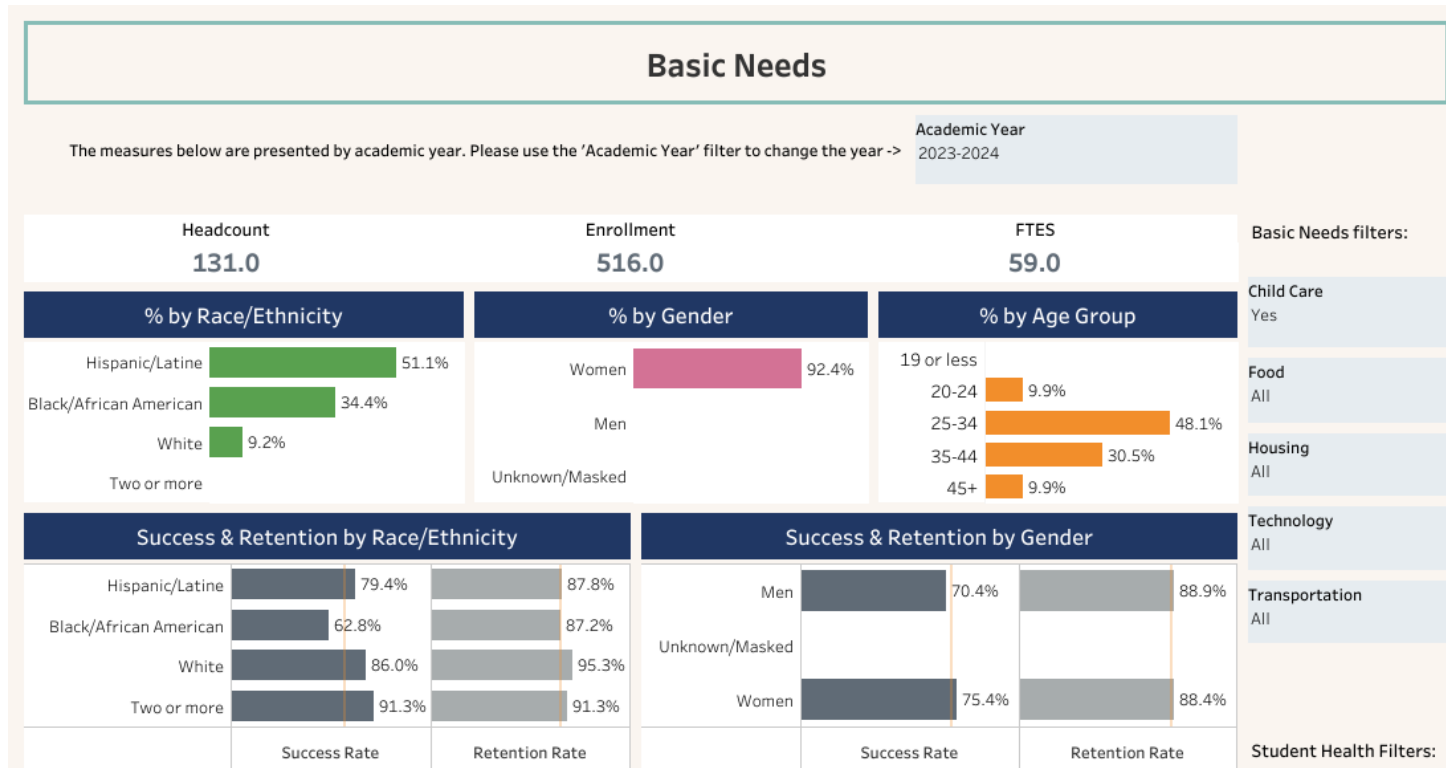 Basic Needs
The measures below are presented by academic year. Please use the 'Academic Year' filter to change the year ->
Academic Year
2023-2024
Headcount
131.0
Enrollment
516.0
FTES
59.0
Basic Needs filters:
Child Care
Yes
Food
All
Housing
All
Technology
All
Transportation
All
Student Health Filters:
% by Race/Ethnicity
Hispanic/Latine 51.1%
Black/African American 34.4%
White 9.2%
Two or more
% by Gender
Women 92.4%
Men
Unknown/Masked
% by Age Group
19 or less
20-24 9.9%
25-34 48.1%
35-44 30.5%
45+ 9.9%
Success & Retention by Race/Ethnicity
Hispanic/Latine 79.4% 87.8%
Black/African American 62.8% 87.2%
White 86.0% 95.3%
Two or more 91.3% 91.3%
Success Rate Retention Rate
Success & Retention by Gender
Men 70.4% 88.9%
Unknown/Masked
Women 75.4% 88.4%
Success Rate Retention Rate